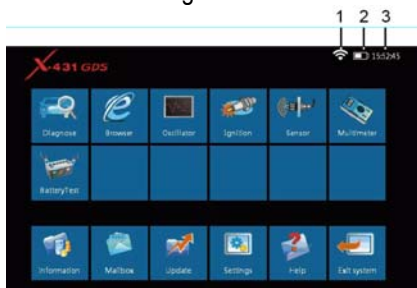 1 2 3
X-431 GDS
15:52:45
Diagnose Browser Oscillator Ignition Sensor Multimeter
BatteryTest
Information Mailbox Update Settings Help Exit system